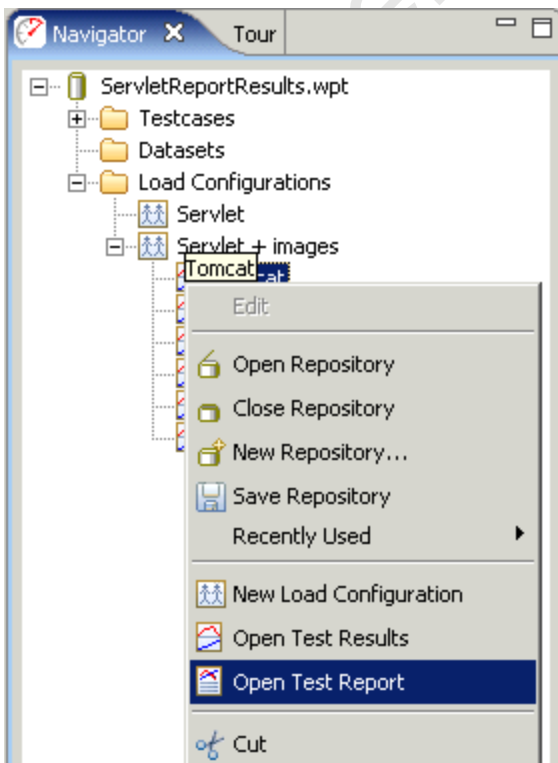 Navigator Tour
ServletReportResults.wpt
Testcases
Datasets
Load Configurations
Servlet
Servlet + images
Tomcat
Edit
Open Repository
Close Repository
New Repository...
Save Repository
Recently Used
New Load Configuration
Open Test Results
Open Test Report
Cut